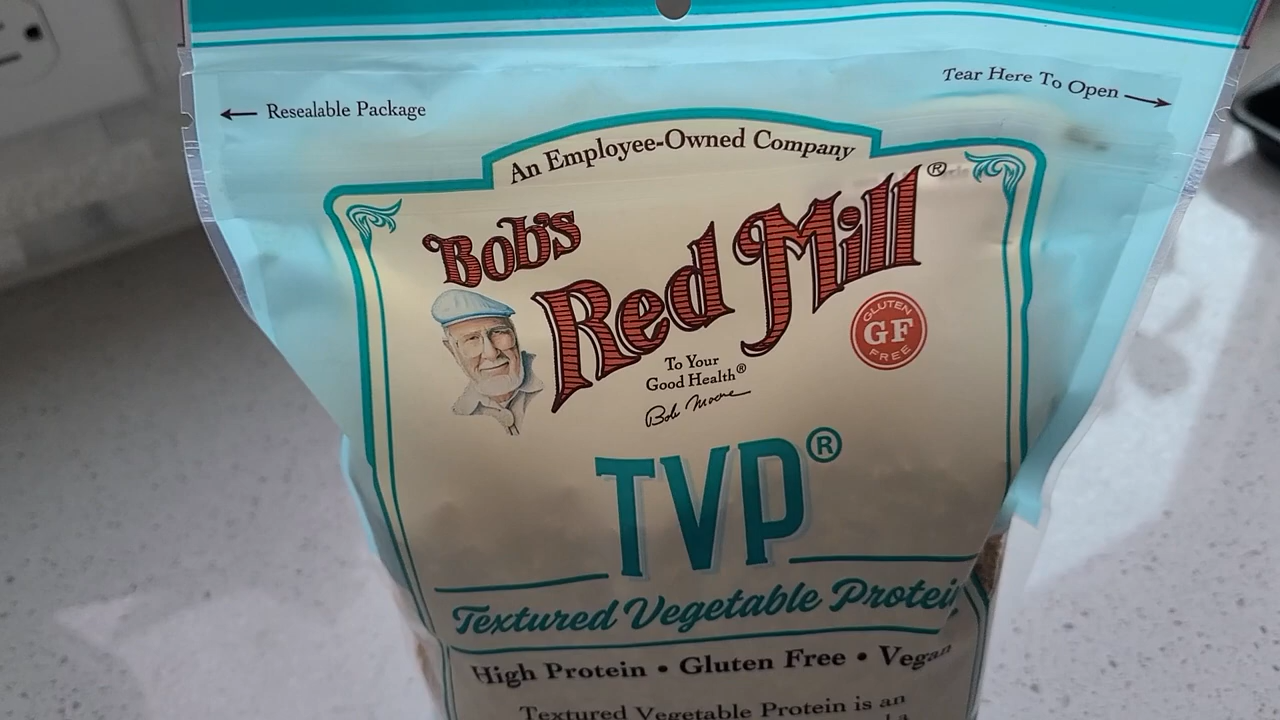 Resealable Package
Tear Here To Open
An Employee-Owned Company
Bob's
Red Mill®
GLUTEN
GF
FREE
To Your
Good Health®
Bob Moore
TVP®
Textured Vegetable Protein
High Protein • Gluten Free • Vegan
Textured Vegetable Protein is an